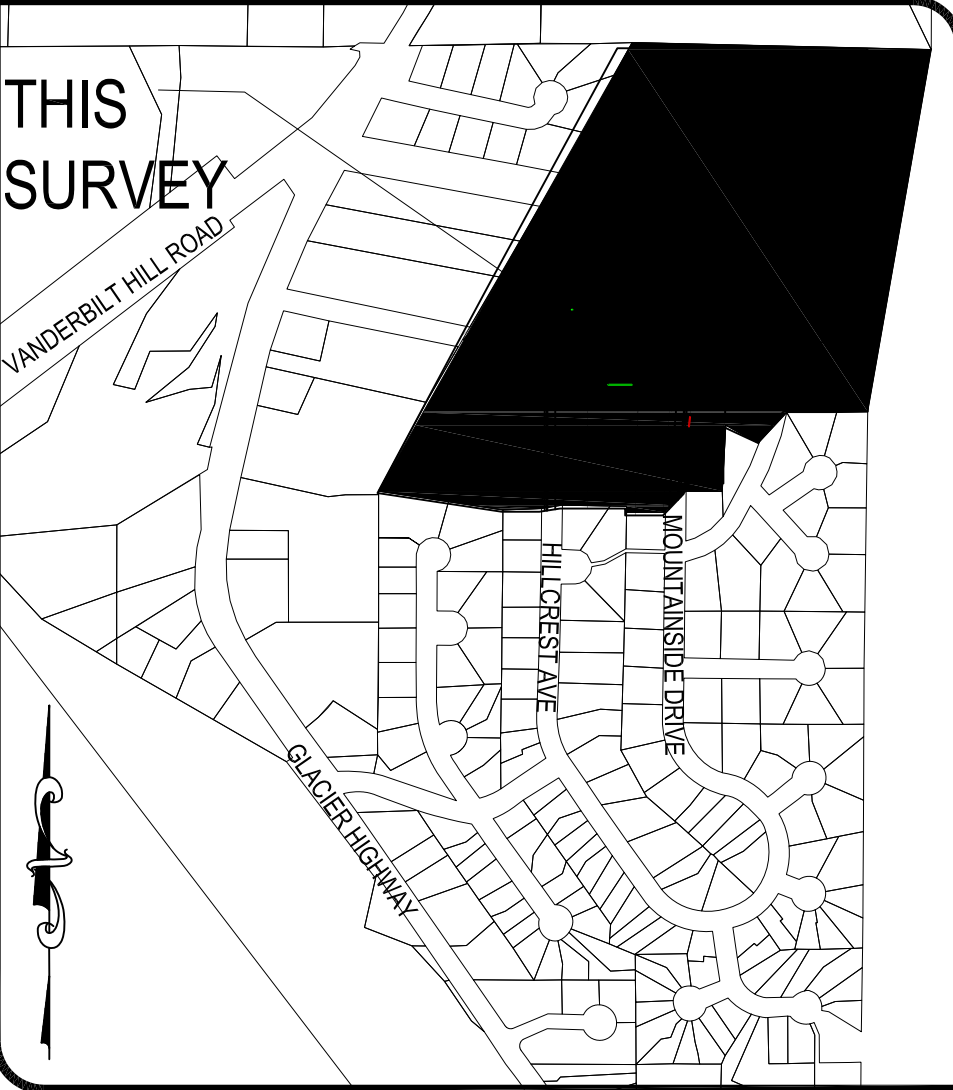 THIS
SURVEY
VANDERBILT HILL ROAD
HILLCREST AVE
MOUNTAINSIDE DRIVE
GLACIER HIGHWAY